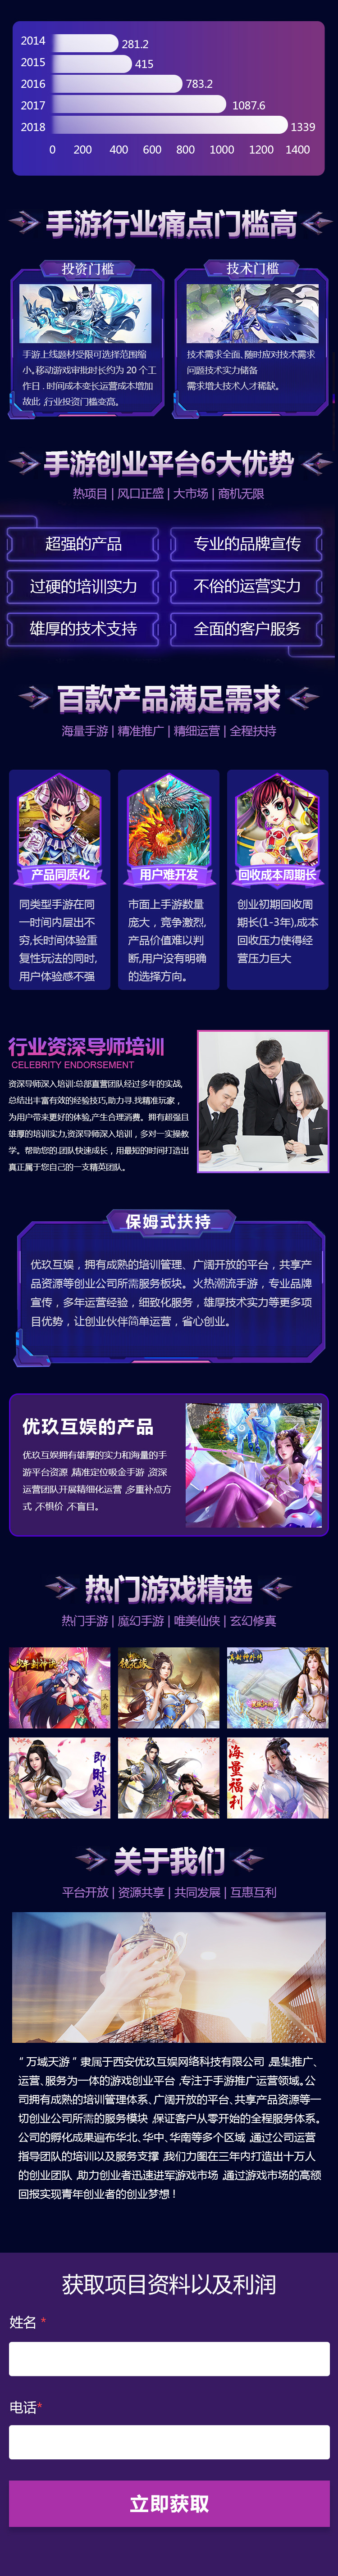 2014
281.2
2015
415
2016
783.2
2017
1087.6
2018
1339
0 200 400 600 800 1000 1200 1400
手游行业痛点门槛高
投资门槛
手游上线题材受限可选择范围缩
小。移动游戏审批时长约为 20 个工
作日 . 时间成本变长运营成本增加
故此 ,行业投资门槛变高。
技术门槛
技术需求全面、随时应对技术需求
问题技术实力储备
需求增大技术人才稀缺。
手游创业平台6大优势
热项目 | 风口正盛 | 大市场 | 商机无限
超强的产品
专业的品牌宣传
过硬的培训实力
不俗的运营实力
雄厚的技术支持
全面的客户服务
百款产品满足需求
海量手游 | 精准推广 | 精细运营 | 全程扶持
产品同质化
同类型手游在同
一时间内层出不
穷,长时间体验重
复性玩法的同时,
用户体验感不强
用户难开发
市面上手游数量
庞大，竞争激烈,
产品价值难以判
断,用户没有明确
的选择方向。
回收成本周期长
创业初期回收周
期长(1-3年),成本
回收压力使得经
营压力巨大
行业资深导师培训
CELEBRITY ENDORSEMENT
资深导师深入培训:总部直营团队经过多年的实战,
总结出丰富有效的经验技巧,助力寻.找精准玩家，
为用户带来更好的体验,产生合理消费。拥有超强且
雄厚的培训实力,资深导师深入培训，多对一实操教
学。帮助您的.团队快速成长，用最短的时间打造出
真正属于您自己的一支精英团队。
保姆式扶持
优玖互娱，拥有成熟的培训管理、广阔开放的平台，共享产
品资源等创业公司所需服务板块。火热潮流手游，专业品牌
宣传，多年运营经验，细致化服务，雄厚技术实力等更多项
目优势，让创业伙伴简单运营，省心创业。
优玖互娱的产品
优玖互娱拥有雄厚的实力和海量的手
游平台资源 ,精准定位吸金手游 ,资深
运营团队开展精细化运营 ,多重补点方
式 ,不惧价 ,不盲目。
热门游戏精选
热门手游 | 魔幻手游 | 唯美仙侠 | 玄幻修真
即时战斗
海量福利
关于我们
平台开放 | 资源共享 | 共同发展 | 互惠互利
“ 万域天游 ” 隶属于西安优玖互娱网络科技有限公司 ,是集推广、
运营、服务为一体的游戏创业平台 ,专注于手游推广运营领域。公
司拥有成熟的培训管理体系、广阔开放的平台、共享产品资源等一
切创业公司所需的服务模块 ,保证客户从零开始的全程服务体系。
公司的孵化成果遍布华北、华中、华南等多个区域 ,通过公司运营
指导团队的培训以及服务支撑 ,我们力图在三年内打造出十万人
的创业团队 ,助力创业者迅速进军游戏市场 ,通过游戏市场的高额
回报实现青年创业者的创业梦想 !
获取项目资料以及利润
姓名 *
电话*
立即获取